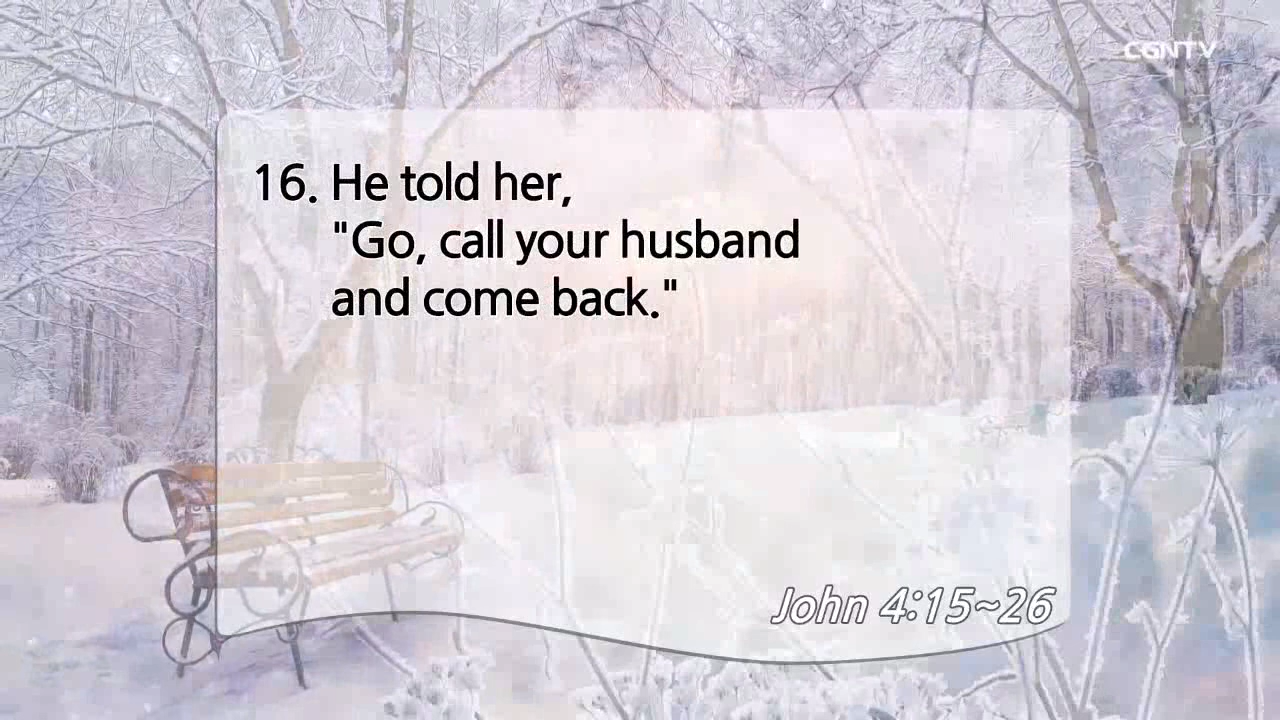 CGNTV
16. He told her,
"Go, call your husband
and come back."
John 4:15~26